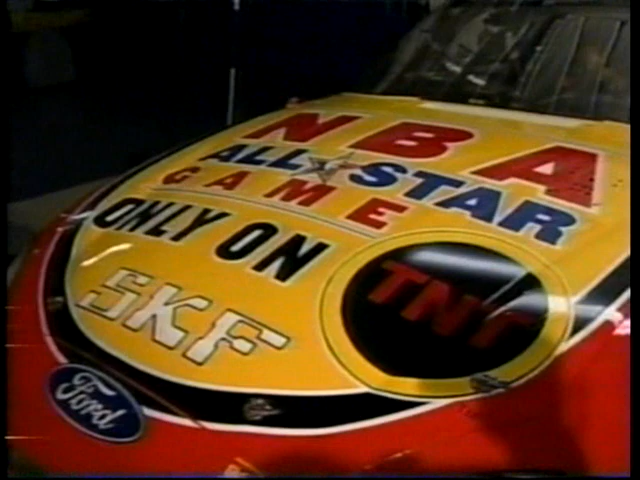 NBA
ALL STAR
GAME
ONLY ON
TNT
SKF
Ford